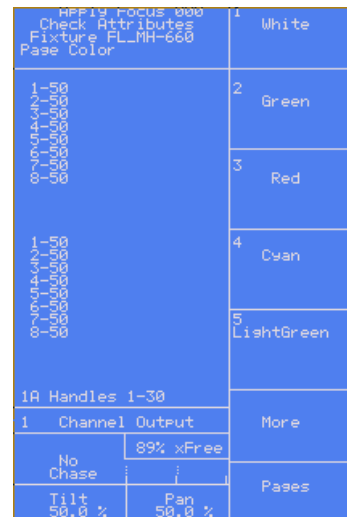 Apply Focus 000
Check Attributes
Fixture FL_MH-660
Page Color
1-50
2-50
3-50
4-50
5-50
6-50
7-50
8-50
1-50
2-50
3-50
4-50
5-50
6-50
7-50
8-50
1A Handles 1-30
1 Channel Output
89% xFree
No
Chase
Tilt
50.0 %
Pan
50.0 %
1
White
2
Green
3
Red
4
Cyan
5
LightGreen
More
Pages